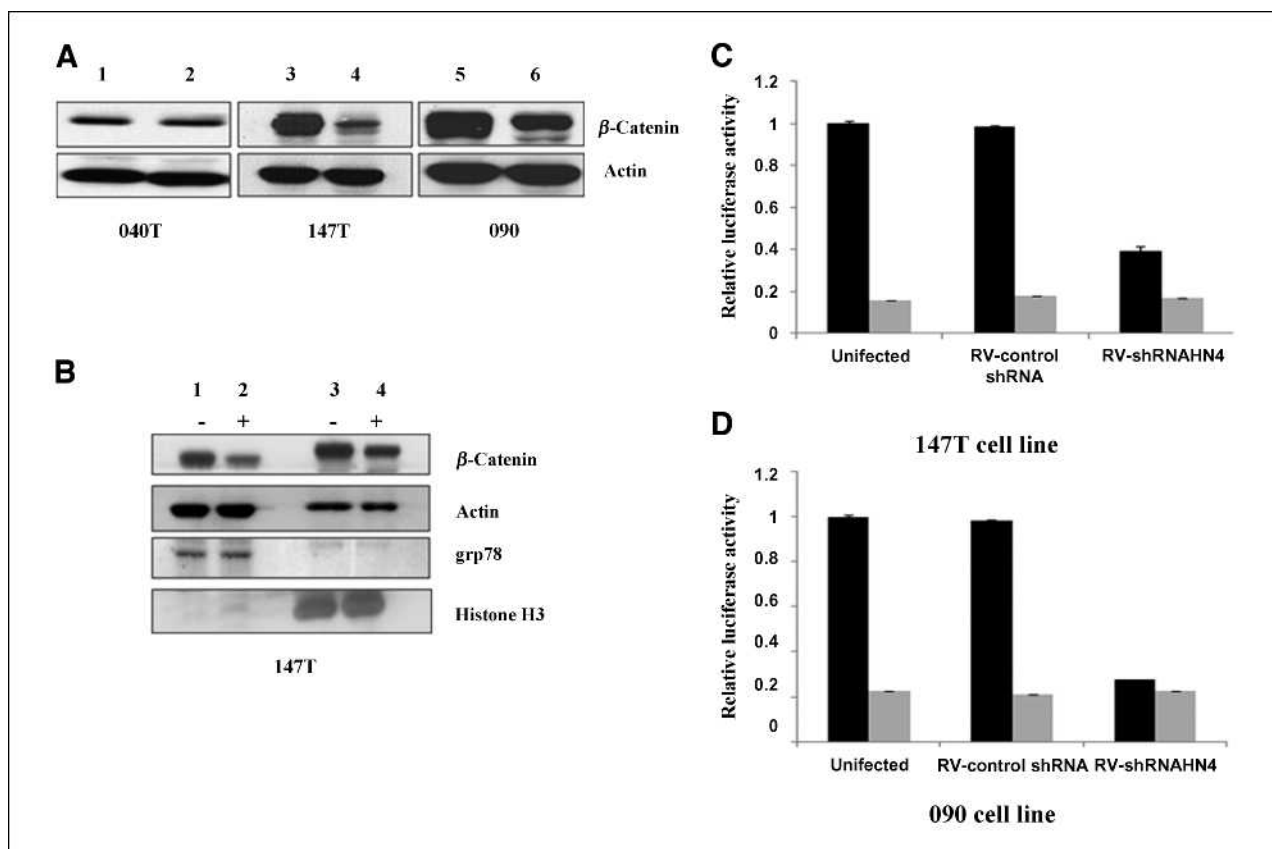 A
1 2 3 4 5 6
β-Catenin
Actin
040T 147T 090
B
1 2 3 4
- + - +
β-Catenin
Actin
grp78
Histone H3
147T
C
Relative luciferase activity
1.2
1
0.8
0.6
0.4
0.2
0
Unifected RV-control shRNA RV-shRNAHN4
147T cell line
D
Relative luciferase activity
1.2
1
0.8
0.6
0.4
0.2
0
Unifected RV-control shRNA RV-shRNAHN4
090 cell line